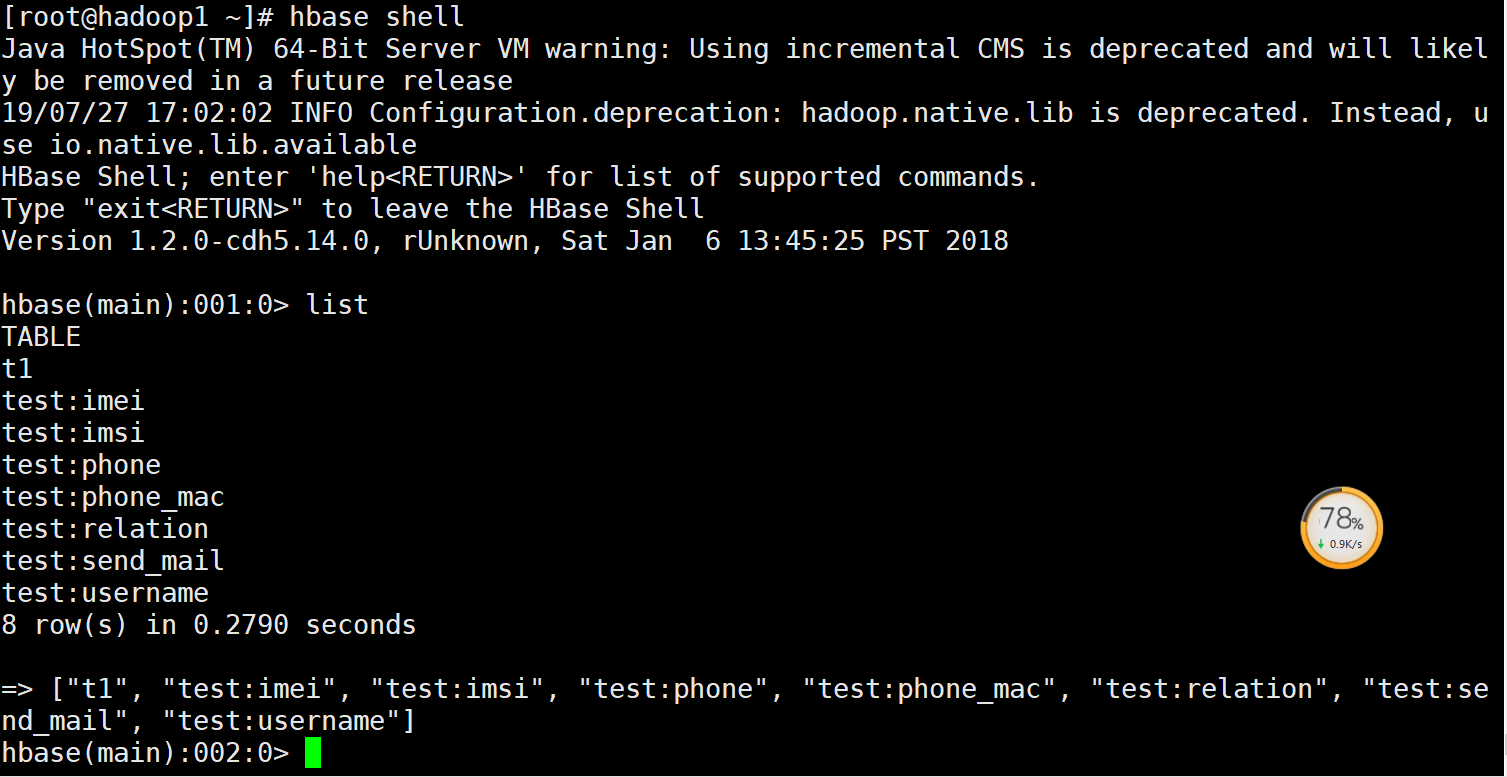 [root@hadoop1 ~]# hbase shell
Java HotSpot(TM) 64-Bit Server VM warning: Using incremental CMS is deprecated and will likel
y be removed in a future release
19/07/27 17:02:02 INFO Configuration.deprecation: hadoop.native.lib is deprecated. Instead, u
se io.native.lib.available
HBase Shell; enter 'help<RETURN>' for list of supported commands.
Type "exit<RETURN>" to leave the HBase Shell
Version 1.2.0-cdh5.14.0, rUnknown, Sat Jan  6 13:45:25 PST 2018

hbase(main):001:0> list
TABLE
t1
test:imei
test:imsi
test:phone
test:phone_mac
test:relation
test:send_mail
test:username
8 row(s) in 0.2790 seconds

=> ["t1", "test:imei", "test:imsi", "test:phone", "test:phone_mac", "test:relation", "test:se
nd_mail", "test:username"]
hbase(main):002:0>
78%
↓ 0.9K/s